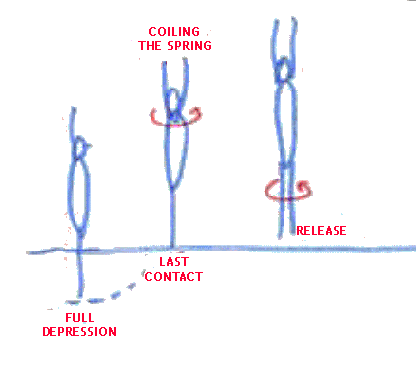 COILING
THE SPRING
RELEASE
LAST
CONTACT
FULL
DEPRESSION